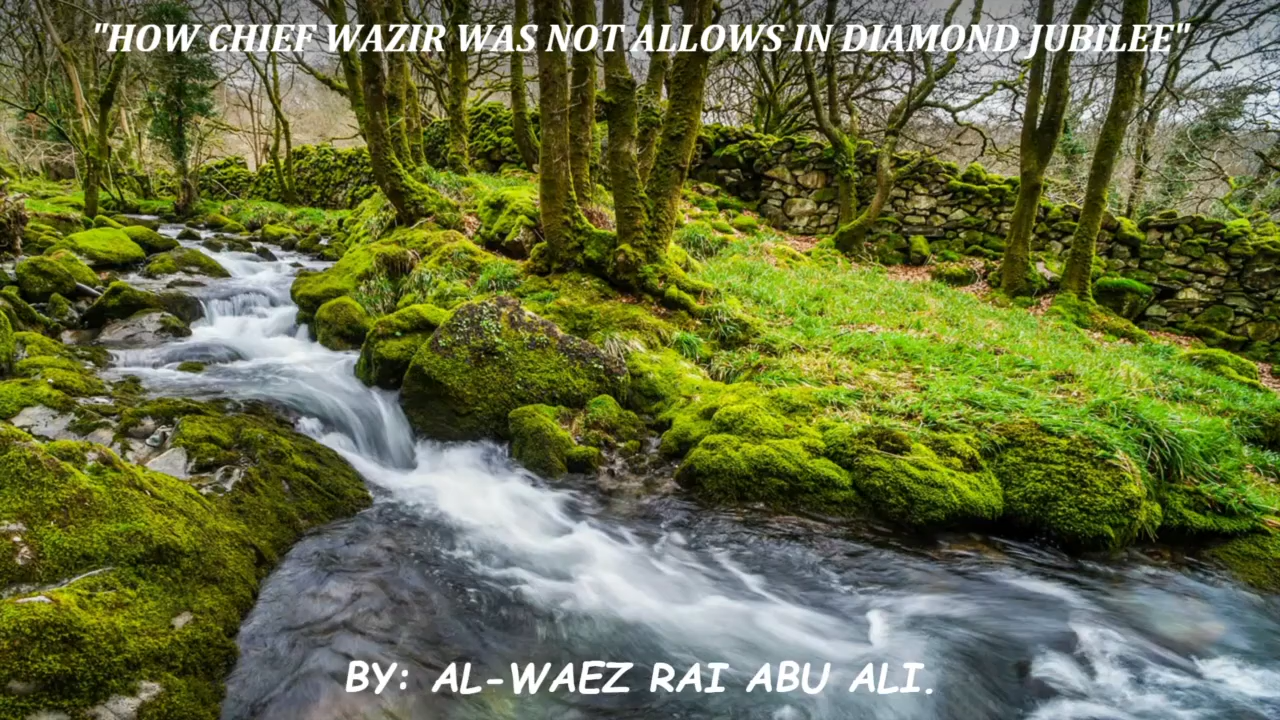 "HOW CHIEF WAZIR WAS NOT ALLOWS IN DIAMOND JUBILEE"
BY: AL-WAEZ RAI ABU ALI.